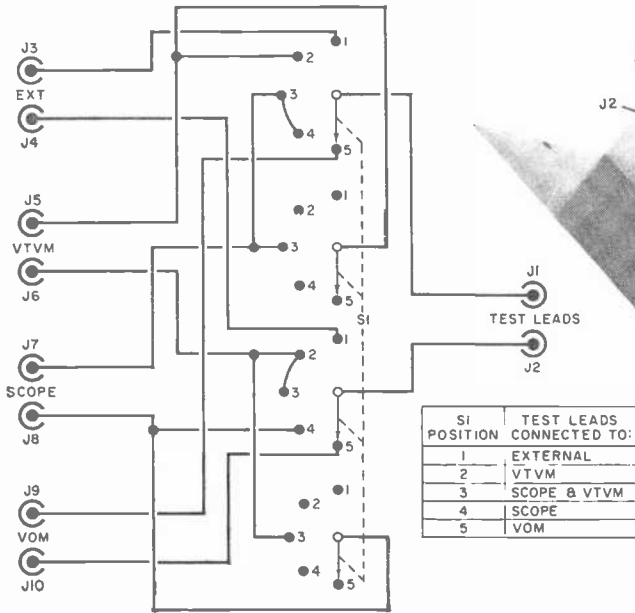 J3
EXT
J4
J5
VTVM
J6
J7
SCOPE
J8
J9
VOM
J10
1
2
3
4
5
1
2
3
4
5
S1
1
2
3
4
5
1
2
3
4
5
J2
J1
TEST LEADS
J2
S1 POSITION TEST LEADS CONNECTED TO:
1 EXTERNAL
2 VTVM
3 SCOPE & VTVM
4 SCOPE
5 VOM